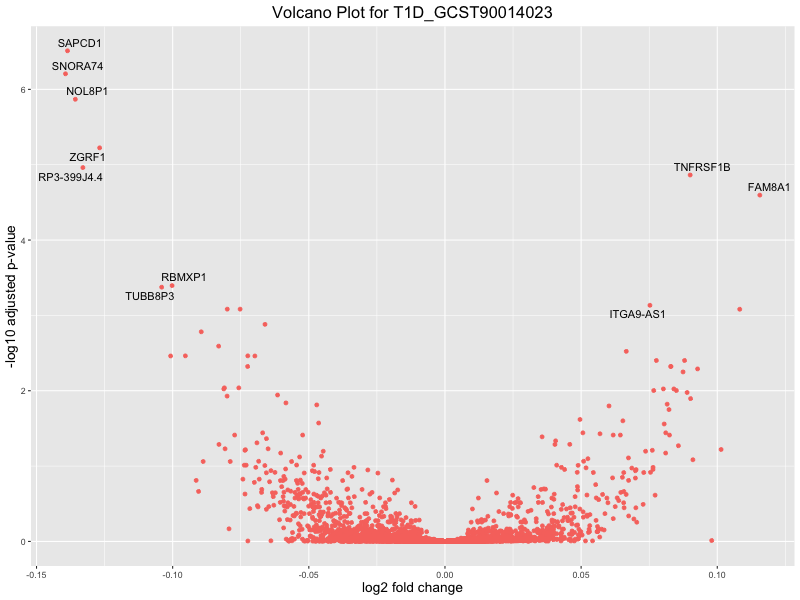 Volcano Plot for T1D_GCST90014023
SAPCD1
SNORA74
NOL8P1
ZGRF1
RP3-399J4.4
TNFRSF1B
FAM8A1
RBMXP1
TUBB8P3
ITGA9-AS1
-log10 adjusted p-value
6
4
2
0
-0.15
-0.10
-0.05
0.00
0.05
0.10
log2 fold change